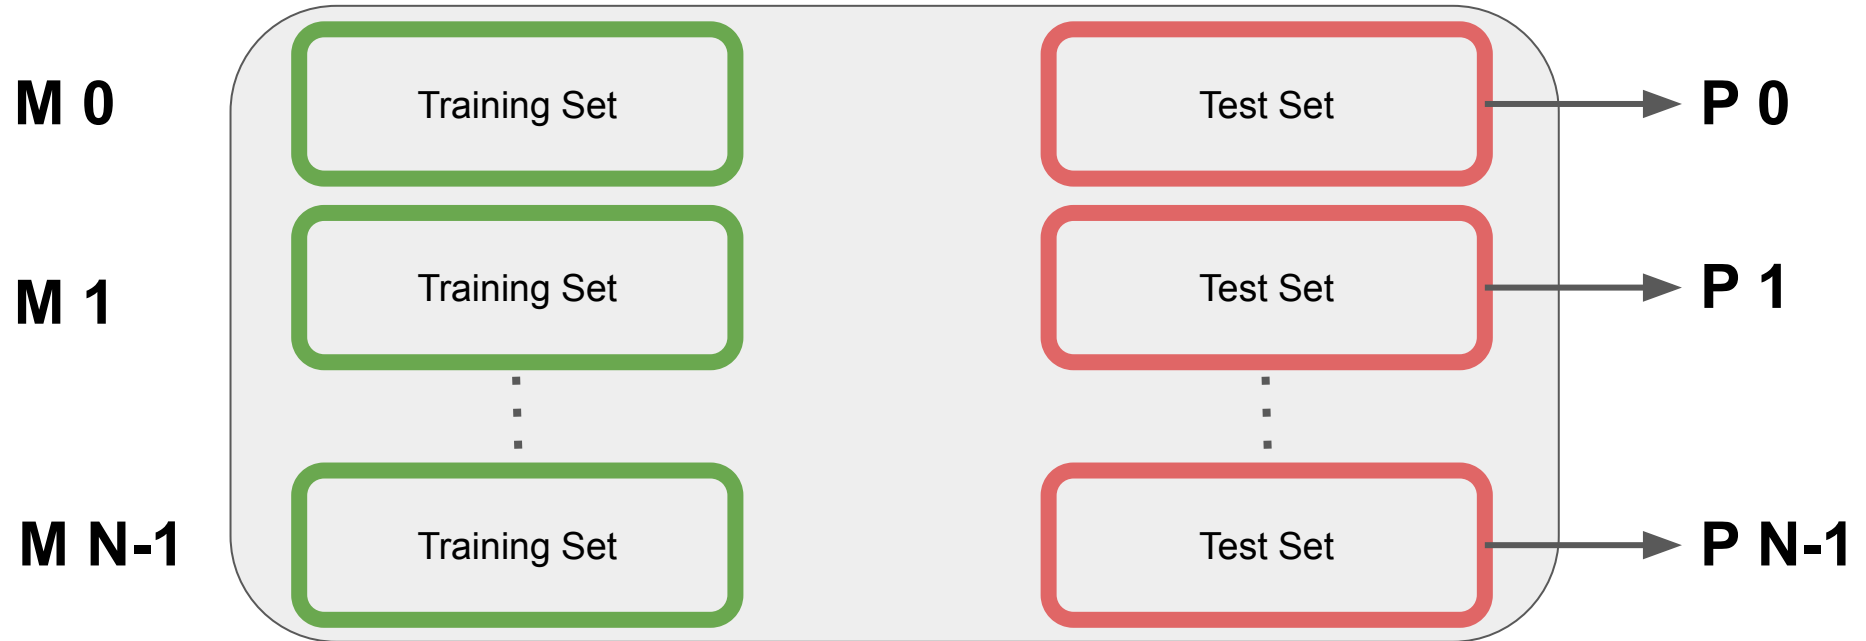 M 0 Training Set Test Set P 0
M 1 Training Set Test Set P 1
M N-1 Training Set Test Set P N-1